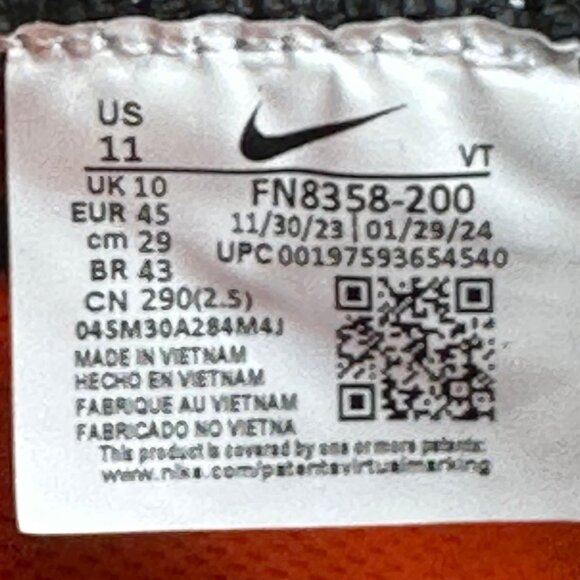 US
11
VT
UK 10
FN8358-200
EUR 45
11/30/23 | 01/29/24
cm 29
UPC 00197593654540
BR 43
CN 290(2.5)
045M30A284M4J
MADE IN VIETNAM
HECHO EN VIETNAM
FABRIQUE AU VIETNAM
FABRICADO NO VIETNA
This product is covered by one or more patents:
www.nike.com/patentsvirtualmarking